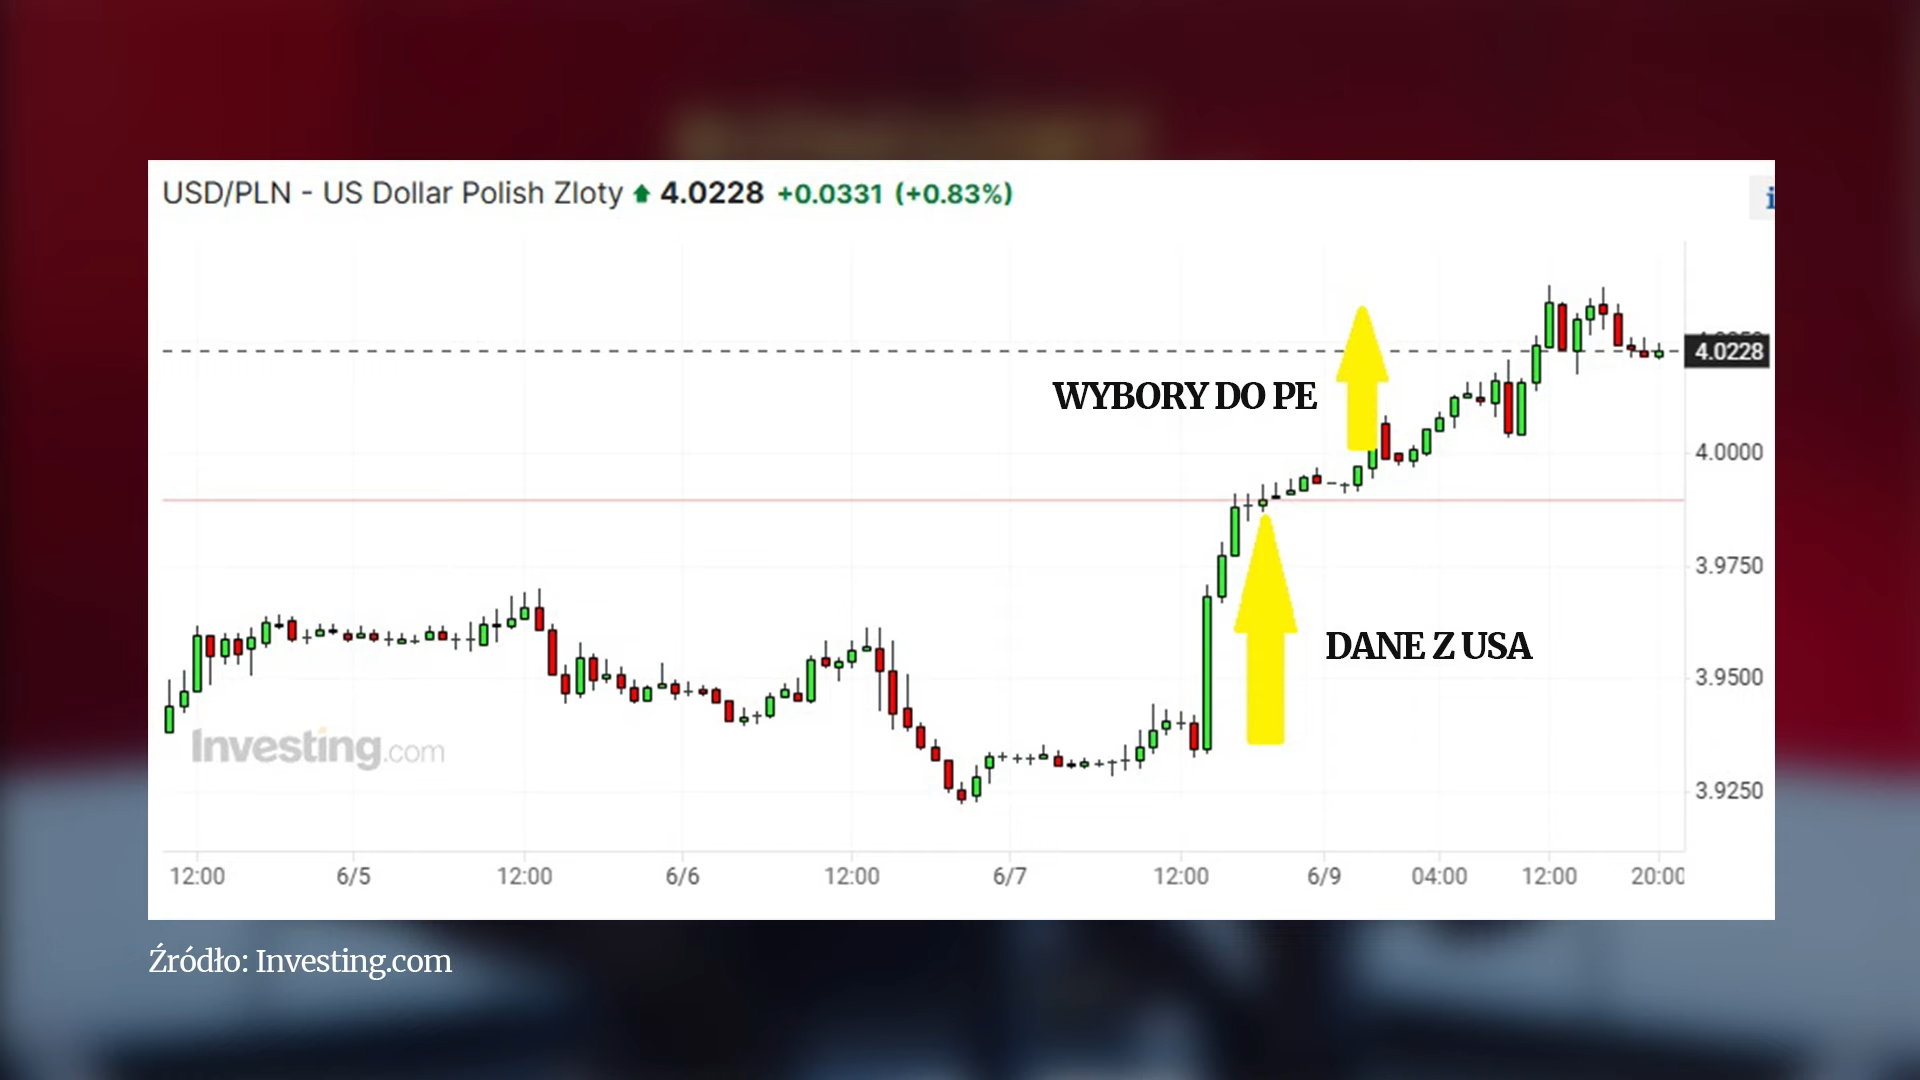 USD/PLN - US Dollar Polish Zloty 4.0228 +0.0331 (+0.83%)
i
4.0228
WYBORY DO PE
4.0000
3.9750
DANE Z USA
3.9500
Investing.com
3.9250
12:00 6/5 12:00 6/6 12:00 6/7 12:00 6/9 04:00 12:00 20:00
Źródło: Investing.com